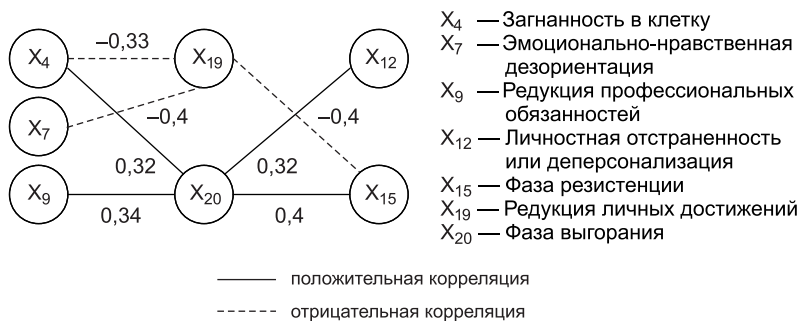 X4
−0,33
X19
X12
X7
−0,4
−0,4
0,32
0,32
X9
X20
X15
0,34
0,4
X4 — Загнанность в клетку
X7 — Эмоционально-нравственная
дезориентация
X9 — Редукция профессиональных
обязанностей
X12 — Личностная отстраненность
или деперсонализация
X15 — Фаза резистенции
X19 — Редукция личных достижений
X20 — Фаза выгорания
положительная корреляция
отрицательная корреляция